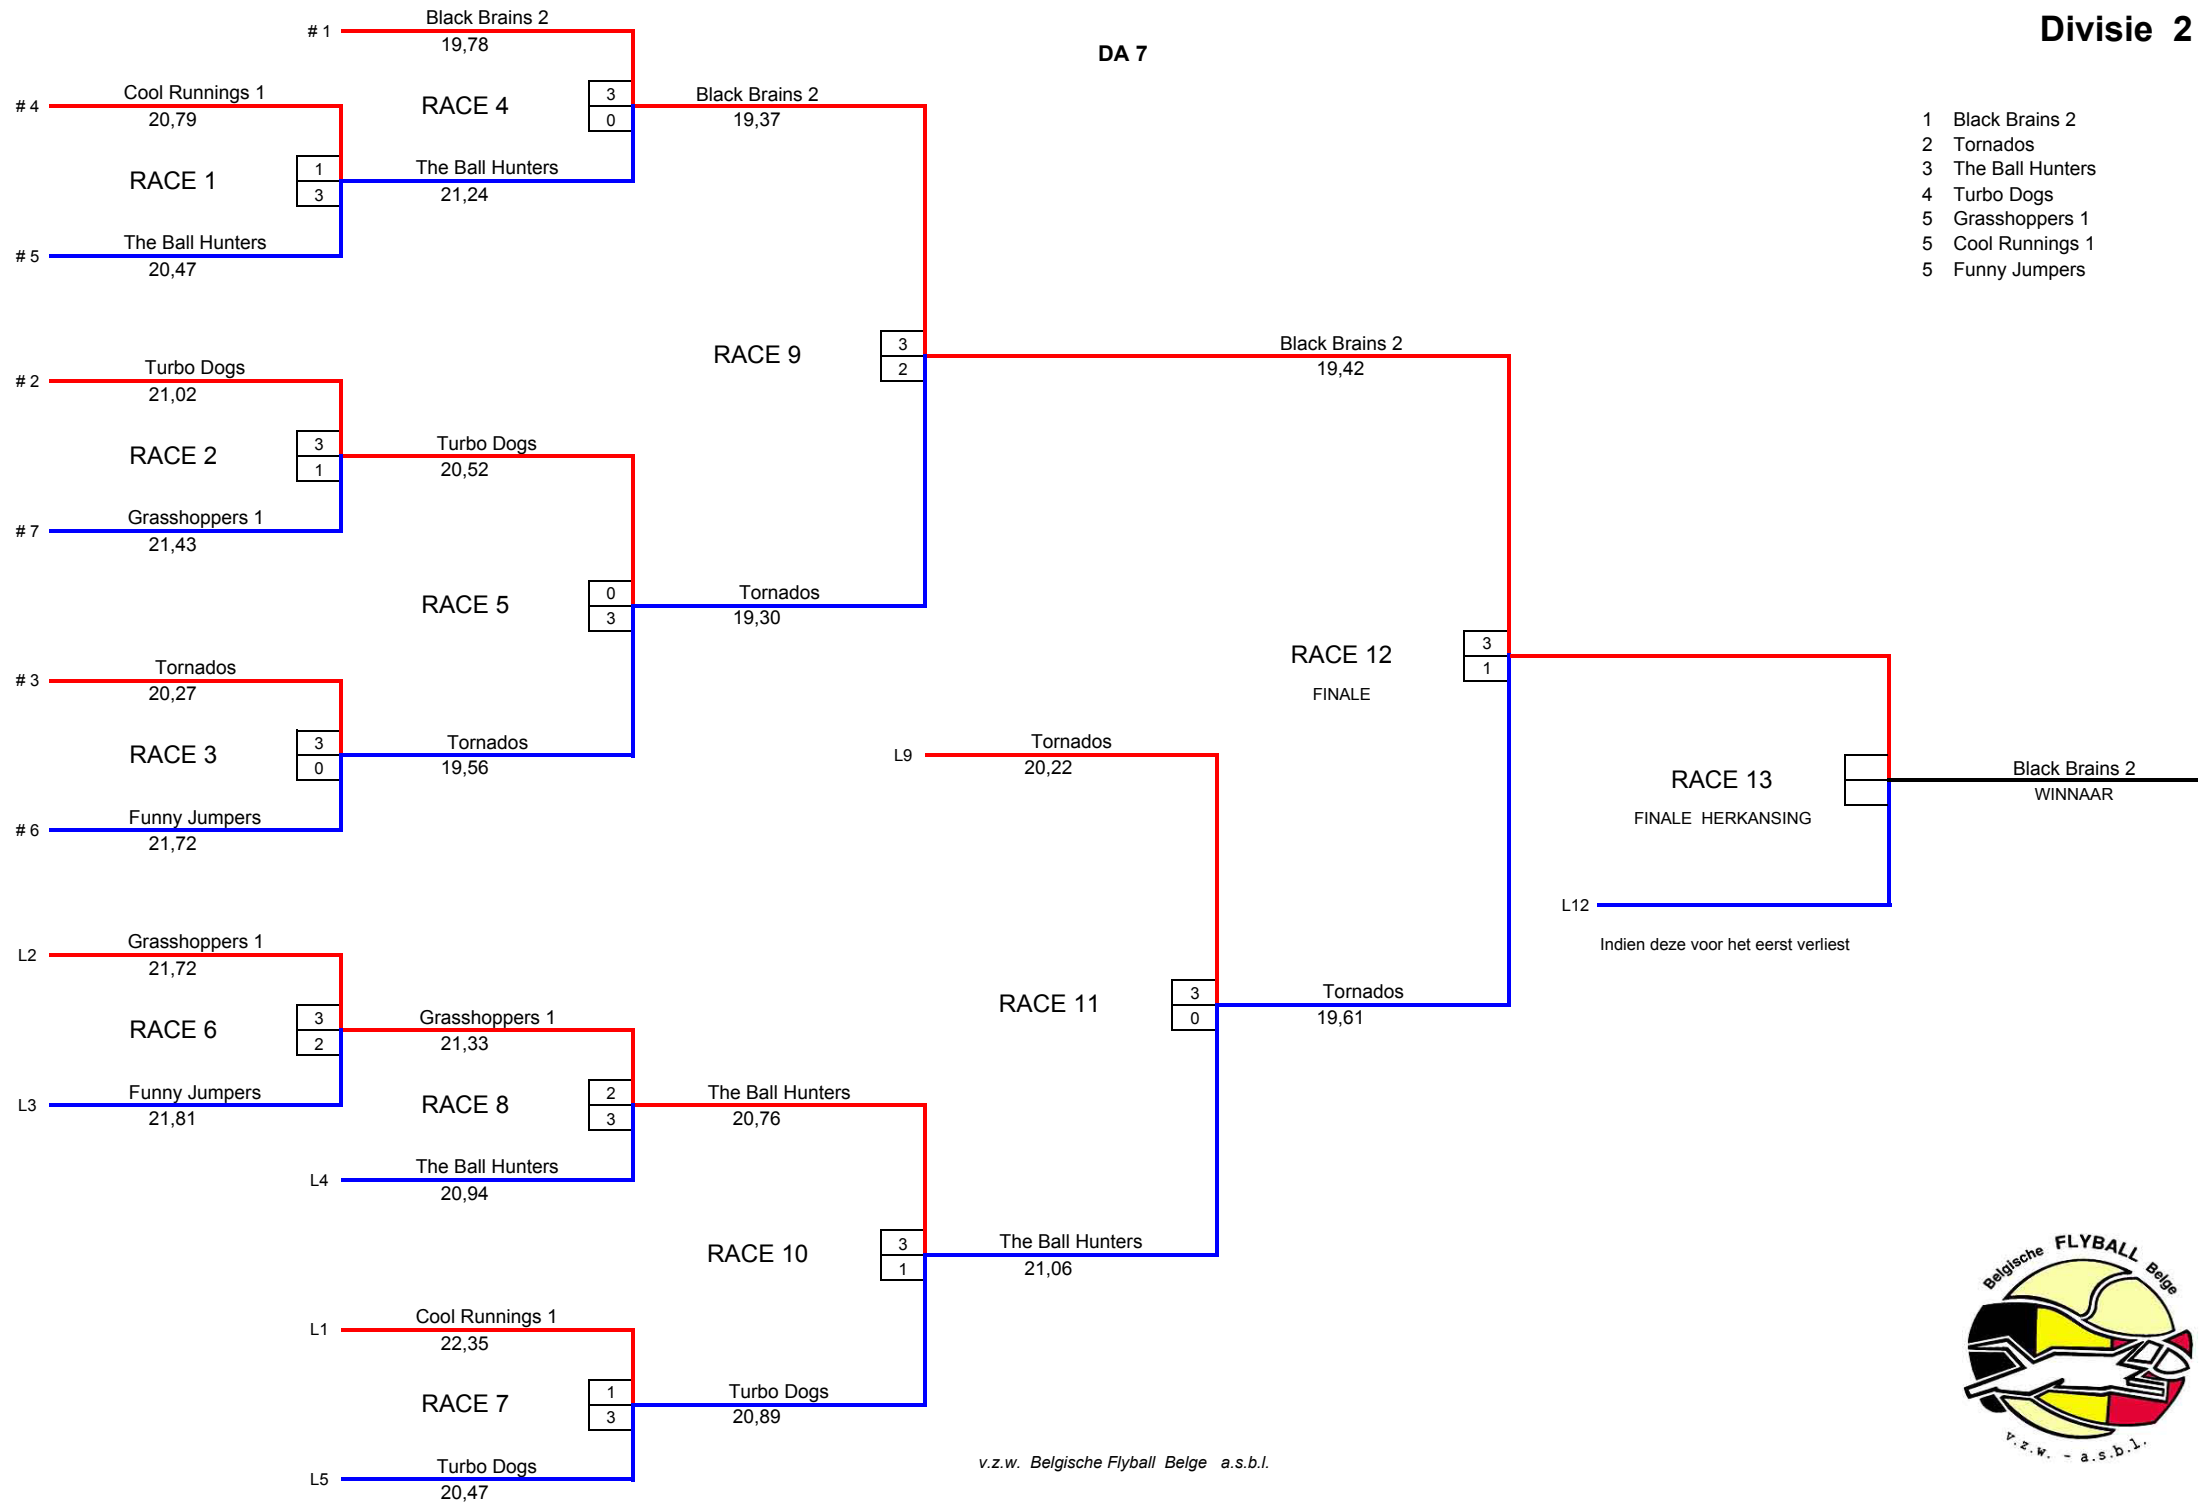 Divisie 2
DA 7
1 Black Brains 2
2 Tornados
3 The Ball Hunters
4 Turbo Dogs
5 Grasshoppers 1
5 Cool Runnings 1
5 Funny Jumpers
# 1
Black Brains 2
19,78
# 4
Cool Runnings 1
20,79
RACE 1
1
3
# 5
The Ball Hunters
20,47
RACE 4
3
0
The Ball Hunters
21,24
Black Brains 2
19,37
# 2
Turbo Dogs
21,02
RACE 2
3
1
# 7
Grasshoppers 1
21,43
Turbo Dogs
20,52
RACE 5
0
3
# 3
Tornados
20,27
RACE 3
3
0
# 6
Funny Jumpers
21,72
Tornados
19,56
Tornados
19,30
RACE 9
3
2
Black Brains 2
19,42
RACE 12
FINALE
3
1
L9
Tornados
20,22
RACE 11
3
0
Tornados
19,61
RACE 13
FINALE HERKANSING
Black Brains 2
WINNAAR
L12
Indien deze voor het eerst verliest
L2
Grasshoppers 1
21,72
RACE 6
3
2
L3
Funny Jumpers
21,81
Grasshoppers 1
21,33
RACE 8
2
3
L4
The Ball Hunters
20,94
The Ball Hunters
20,76
RACE 10
3
1
The Ball Hunters
21,06
L1
Cool Runnings 1
22,35
RACE 7
1
3
L5
Turbo Dogs
20,47
Turbo Dogs
20,89
v.z.w. Belgische Flyball Belge a.s.b.l.
Belgische FLYBALL Belge
v.z.w. - a.s.b.l.